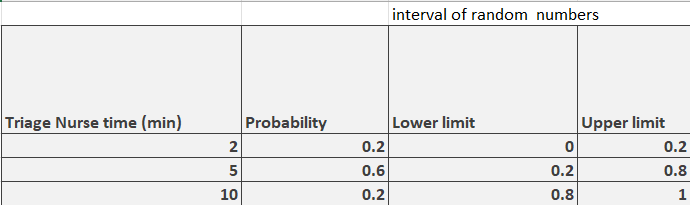 interval of random  numbers
Triage Nurse time (min) Probability Lower limit Upper limit
2 0.2 0 0.2
5 0.6 0.2 0.8
10 0.2 0.8 1